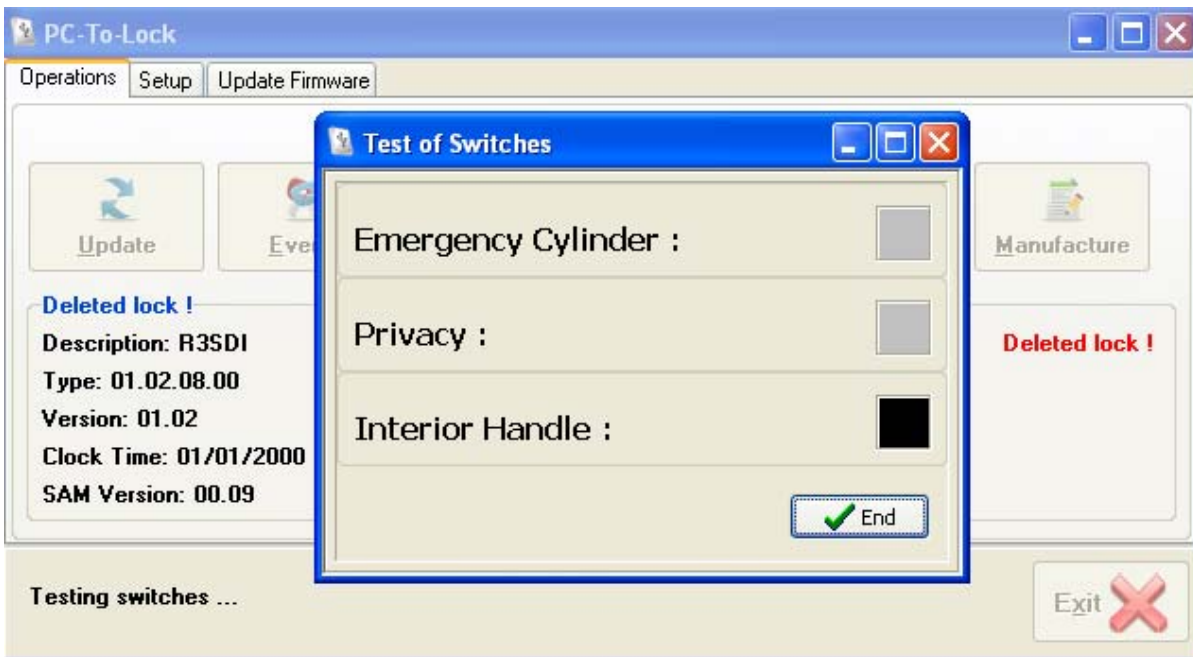 PC-To-Lock
Operations Setup Update Firmware
Test of Switches
Update
Manufacture
Emergency Cylinder :
Privacy :
Interior Handle :
End
Deleted lock !
Description: R3SDI
Type: 01.02.08.00
Version: 01.02
Clock Time: 01/01/2000
SAM Version: 00.09
Deleted lock !
Testing switches ...
Exit